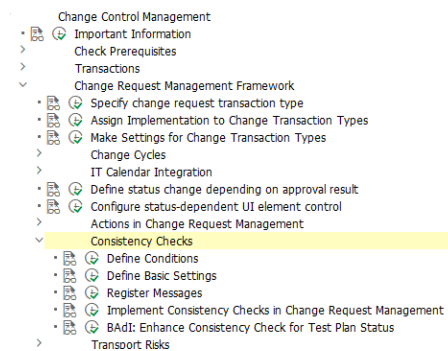 Change Control Management
Important Information
Check Prerequisites
Transactions
Change Request Management Framework
Specify change request transaction type
Assign Implementation to Change Transaction Types
Make Settings for Change Transaction Types
Change Cycles
IT Calendar Integration
Define status change depending on approval result
Configure status-dependent UI element control
Actions in Change Request Management
Consistency Checks
Define Conditions
Define Basic Settings
Register Messages
Implement Consistency Checks in Change Request Management
BAdI: Enhance Consistency Check for Test Plan Status
Transport Risks